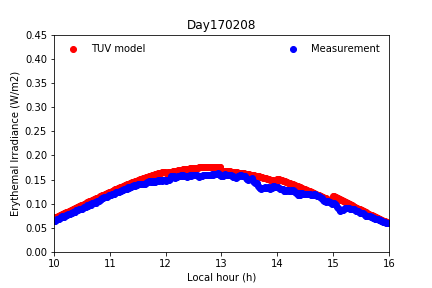 Day170208
TUV model
Measurement
Erythemal Irradiance (W/m2)
0.45
0.40
0.35
0.30
0.25
0.20
0.15
0.10
0.05
0.00
10 11 12 13 14 15 16
Local hour (h)